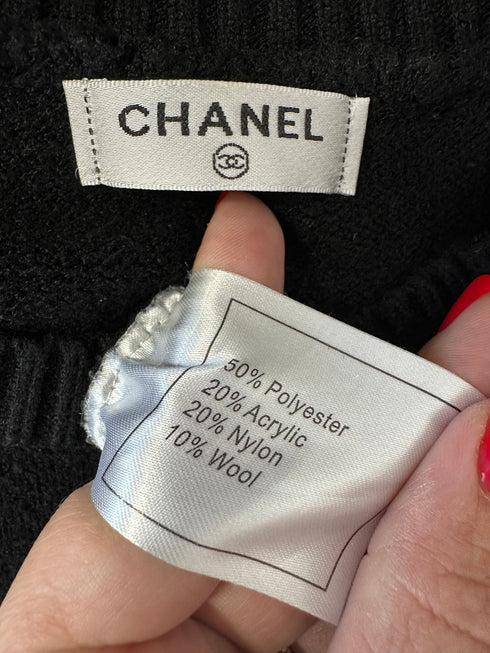 CHANEL
50% Polyester
20% Acrylic
20% Nylon
10% Wool